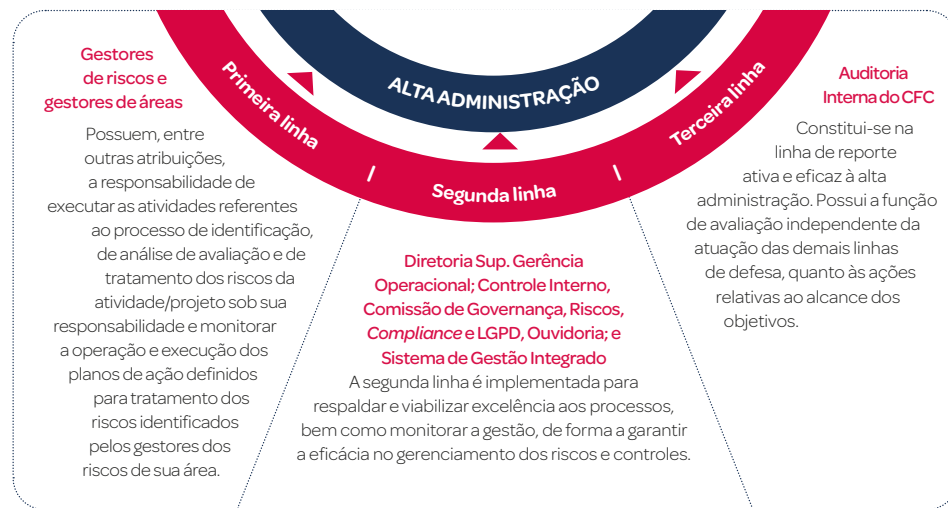 ALTA ADMINISTRAÇÃO
Primeira linha
Segunda linha
Terceira linha
Gestores
de riscos e
gestores de áreas
Possuem, entre
outras atribuições,
a responsabilidade de
executar as atividades referentes
ao processo de identificação,
de análise de avaliação e de
tratamento dos riscos da
atividade/projeto sob sua
responsabilidade e monitorar
a operação e execução dos
planos de ação definidos
para tratamento dos
riscos identificados
pelos gestores dos
riscos de sua área.
Diretoria Sup. Gerência
Operacional; Controle Interno,
Comissão de Governança, Riscos,
Compliance e LGPD, Ouvidoria; e
Sistema de Gestão Integrado
A segunda linha é implementada para
respaldar e viabilizar excelência aos processos,
bem como monitorar a gestão, de forma a garantir
a eficácia no gerenciamento dos riscos e controles.
Auditoria
Interna do CFC
Constitui-se na
linha de reporte
ativa e eficaz à alta
administração. Possui a função
de avaliação independente da
atuação das demais linhas
de defesa, quanto às ações
relativas ao alcance dos
objetivos.